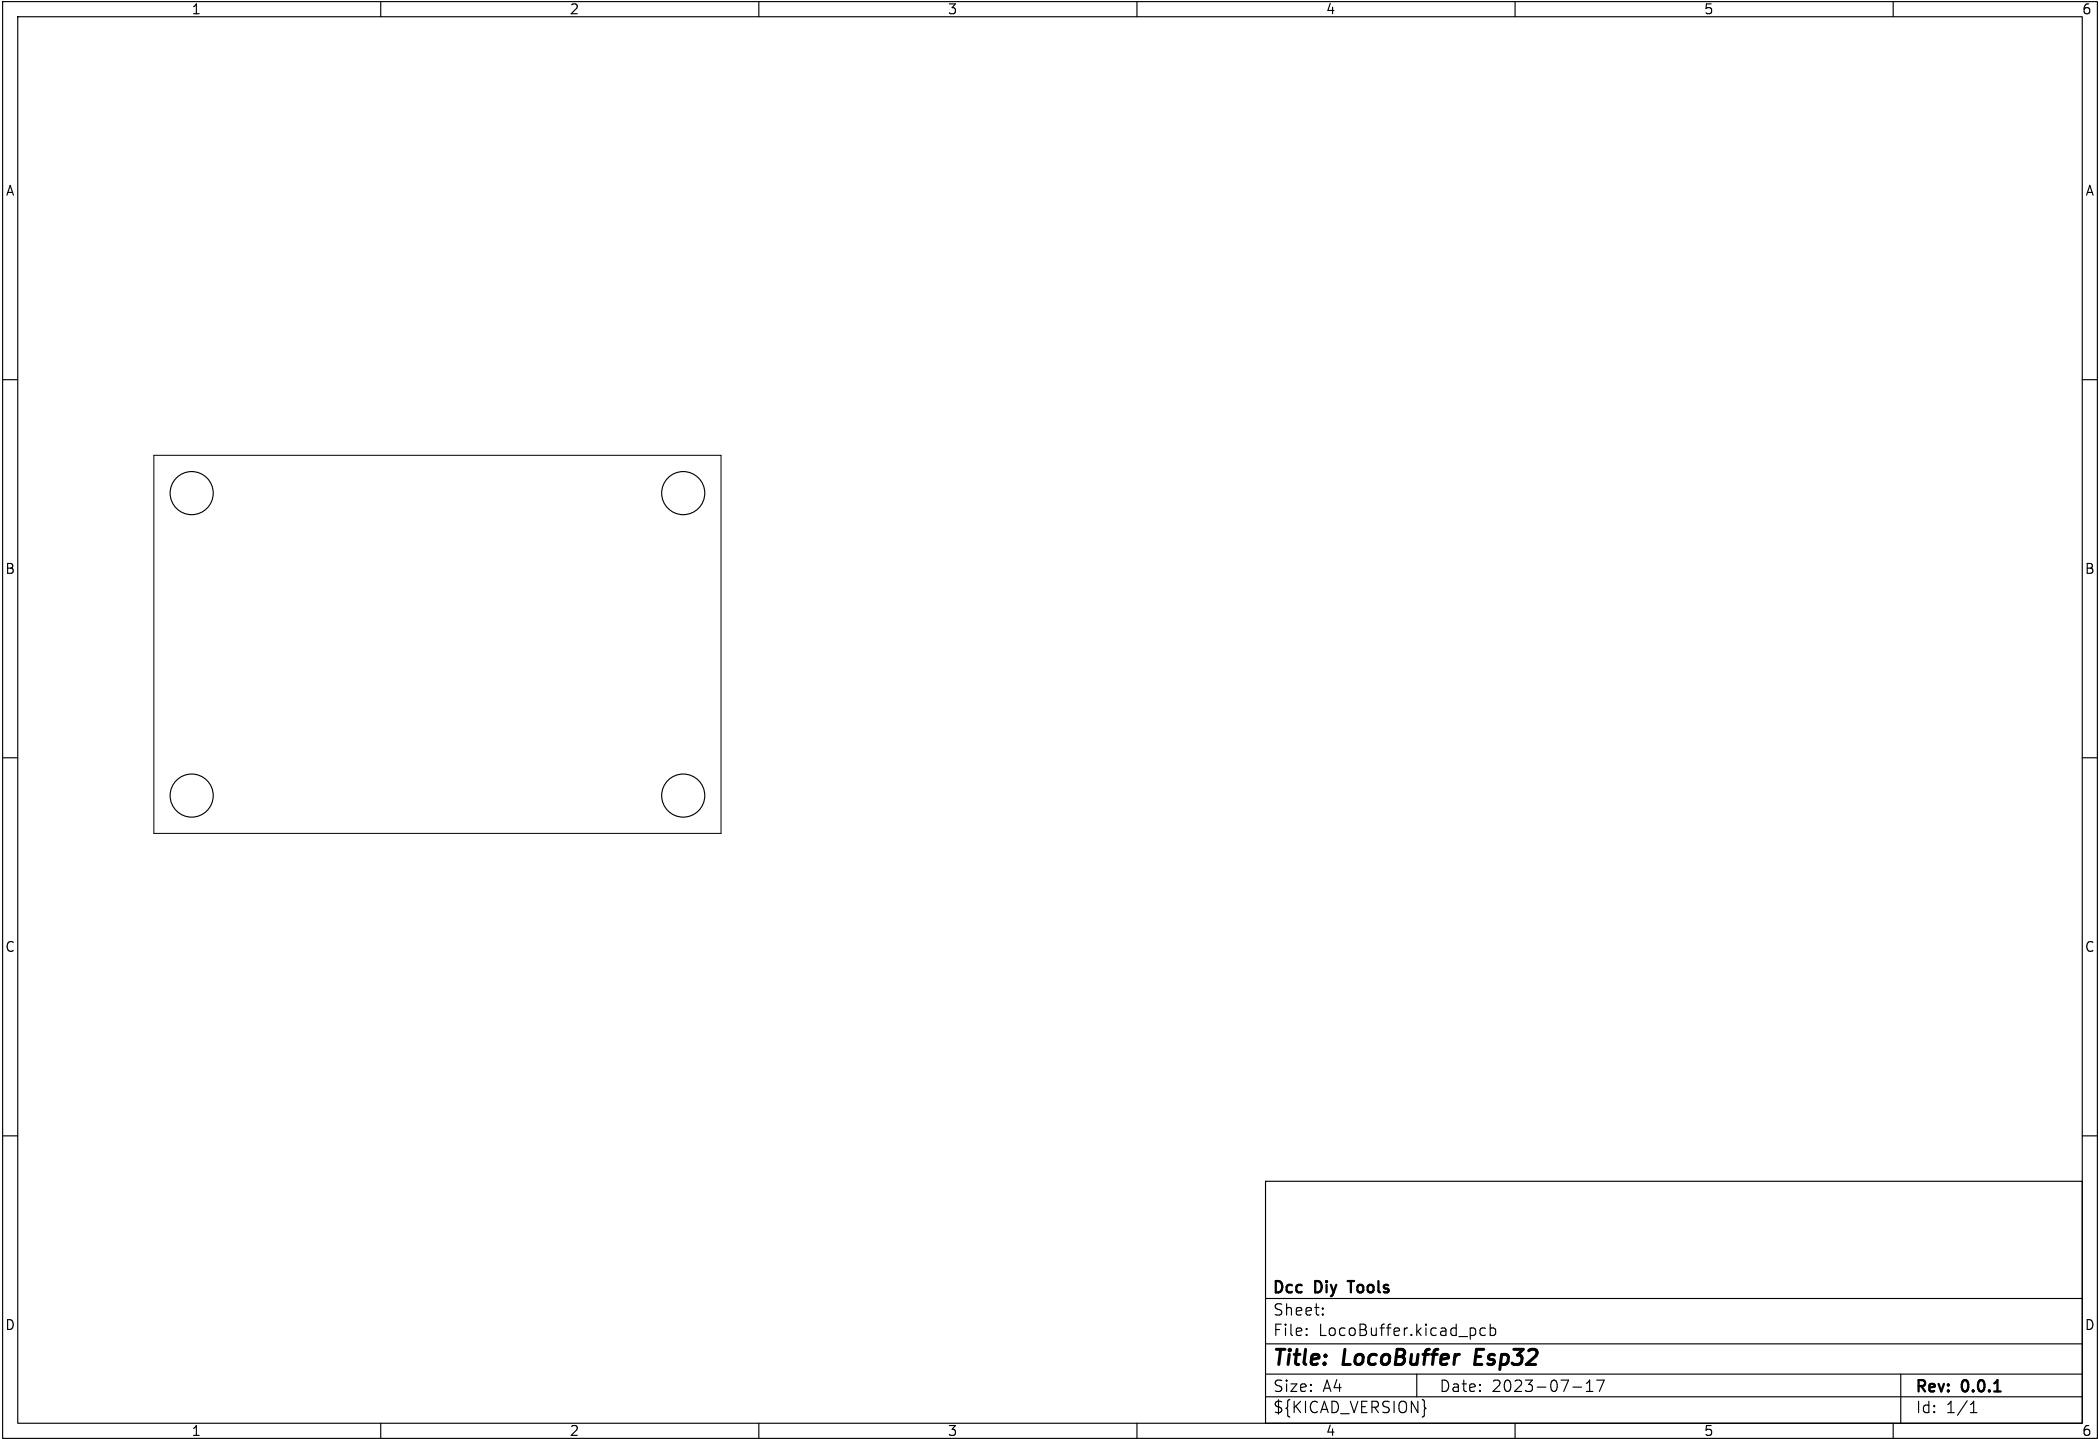 1 2 3 4 5 6
A A
B B
C C
Dcc Diy Tools
Sheet:
D D
File: LocoBuffer.kicad_pcb
Title: LocoBuffer Esp32
Size: A4 Date: 2023-07-17 Rev: 0.0.1
${KICAD_VERSION} Id: 1/1
1 2 3 4 5 6